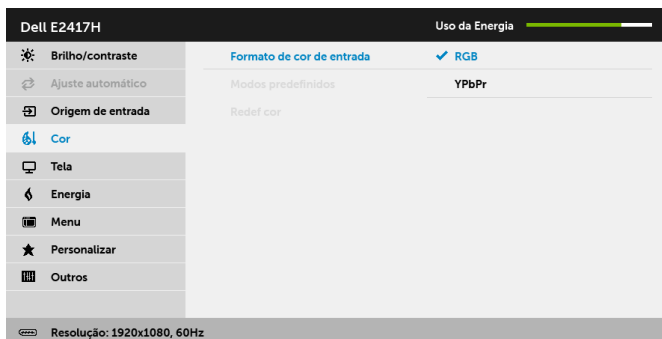 Dell E2417H
Uso da Energia
Brilho/contraste
Formato de cor de entrada
RGB
Ajuste automático
Modos predefinidos
YPbPr
Origem de entrada
Redef cor
Cor
Tela
Energia
Menu
Personalizar
Outros
Resolução: 1920x1080, 60Hz